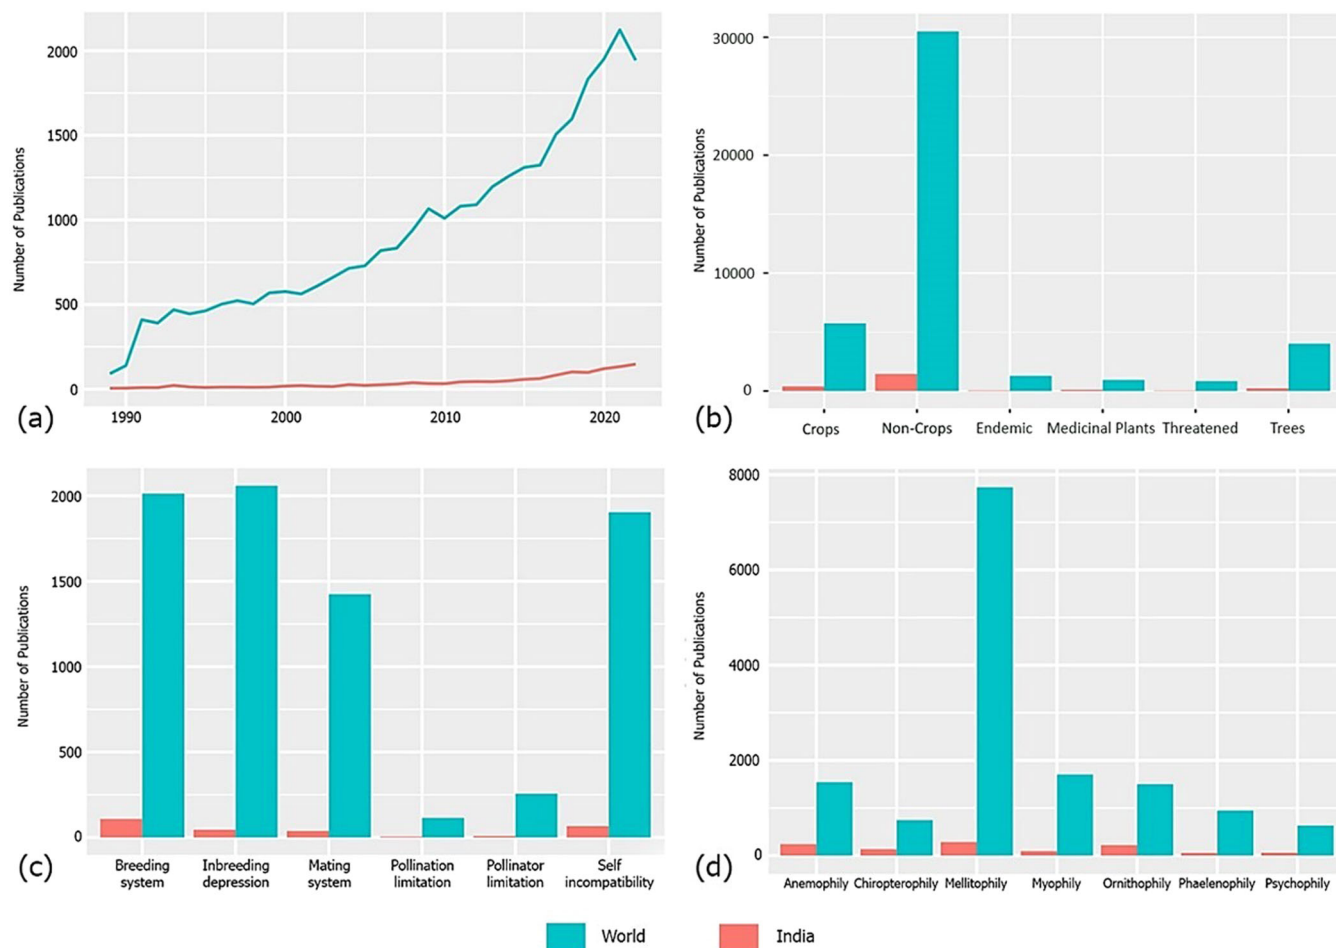 Number of Publications
2000
1500
1000
500
0
1990
2000
2010
2020
(a)
Number of Publications
30000
20000
10000
0
Crops
Non-Crops
Endemic
Medicinal Plants
Threatened
Trees
(b)
Number of Publications
2000
1500
1000
500
0
Breeding
system
Inbreeding
depression
Mating
system
Pollination
limitation
Pollinator
limitation
Self
incompatibility
(c)
Number of Publications
8000
6000
4000
2000
0
Anemophily
Chiropterophily
Mellitophily
Myophily
Ornithophily
Phaelenophily
Psychophily
(d)
World
India